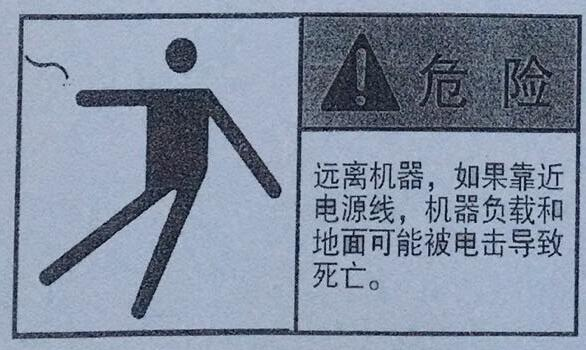 危险
远离机器，如果靠近
电源线，机器负载和
地面可能被电击导致
死亡。